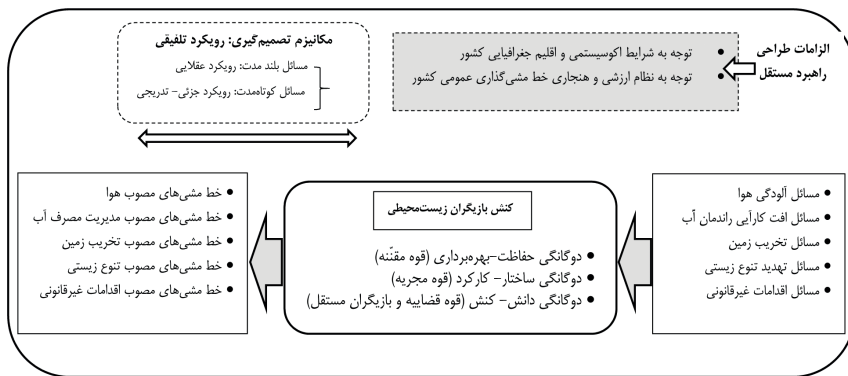 الزامات طراحی
راهبرد مستقل
توجه به شرایط اکوسیستمی و اقلیم جغرافیایی کشور
توجه به نظام ارزشی و هنجاری خط مشی‌گذاری عمومی کشور
مکانیزم تصمیم‌گیری: رویکرد تلفیقی
مسائل بلند مدت: رویکرد عقلایی
مسائل کوتاه‌مدت: رویکرد جزئی- تدریجی
مسائل آلودگی هوا
مسائل افت کارآیی راندمان آب
مسائل تخریب زمین
مسائل تهدید تنوع زیستی
مسائل اقدامات غیرقانونی
کنش بازیگران زیست‌محیطی
دوگانگی حفاظت-بهره‌برداری (قوه مقنّنه)
دوگانگی ساختار- کارکرد (قوه مجریه)
دوگانگی دانش- کنش (قوه قضاییه و بازیگران مستقل)
خط مشی‌های مصوب هوا
خط مشی‌های مصوب مدیریت مصرف آب
خط مشی‌های مصوب تخریب زمین
خط مشی‌های مصوب تنوع زیستی
خط مشی‌های مصوب اقدامات غیرقانونی